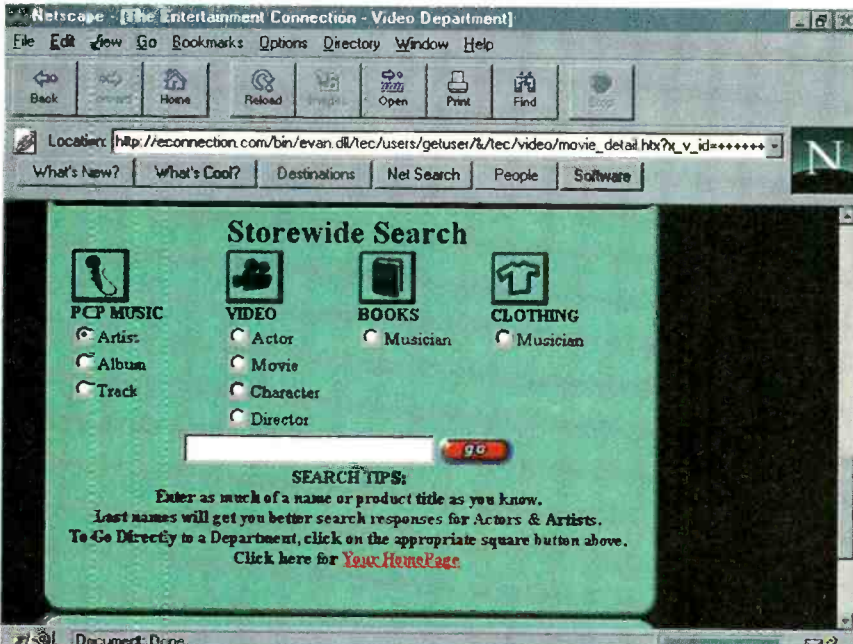 Netscape - [The Entertainment Connection - Video Department]
File Edit View Go Bookmarks Options Directory Window Help
Back Forward Home Reload Images Open Print Find Stop
Location: http://econnection.com/bin/evan.dll/tec/users/getuser/&/tec/video/movie_detail.htx?x_v_id=++++++
N
What's New? What's Cool? Destinations Net Search People Software
Storewide Search
POP MUSIC VIDEO BOOKS CLOTHING
Artist Actor Musician Musician
Album Movie
Track Character
Director
go
SEARCH TIPS:
Enter as much of a name or product title as you know.
Last names will get you better search responses for Actors & Artists.
To Go Directly to a Department, click on the appropriate square button above.
Click here for Your HomePage
Document: Done